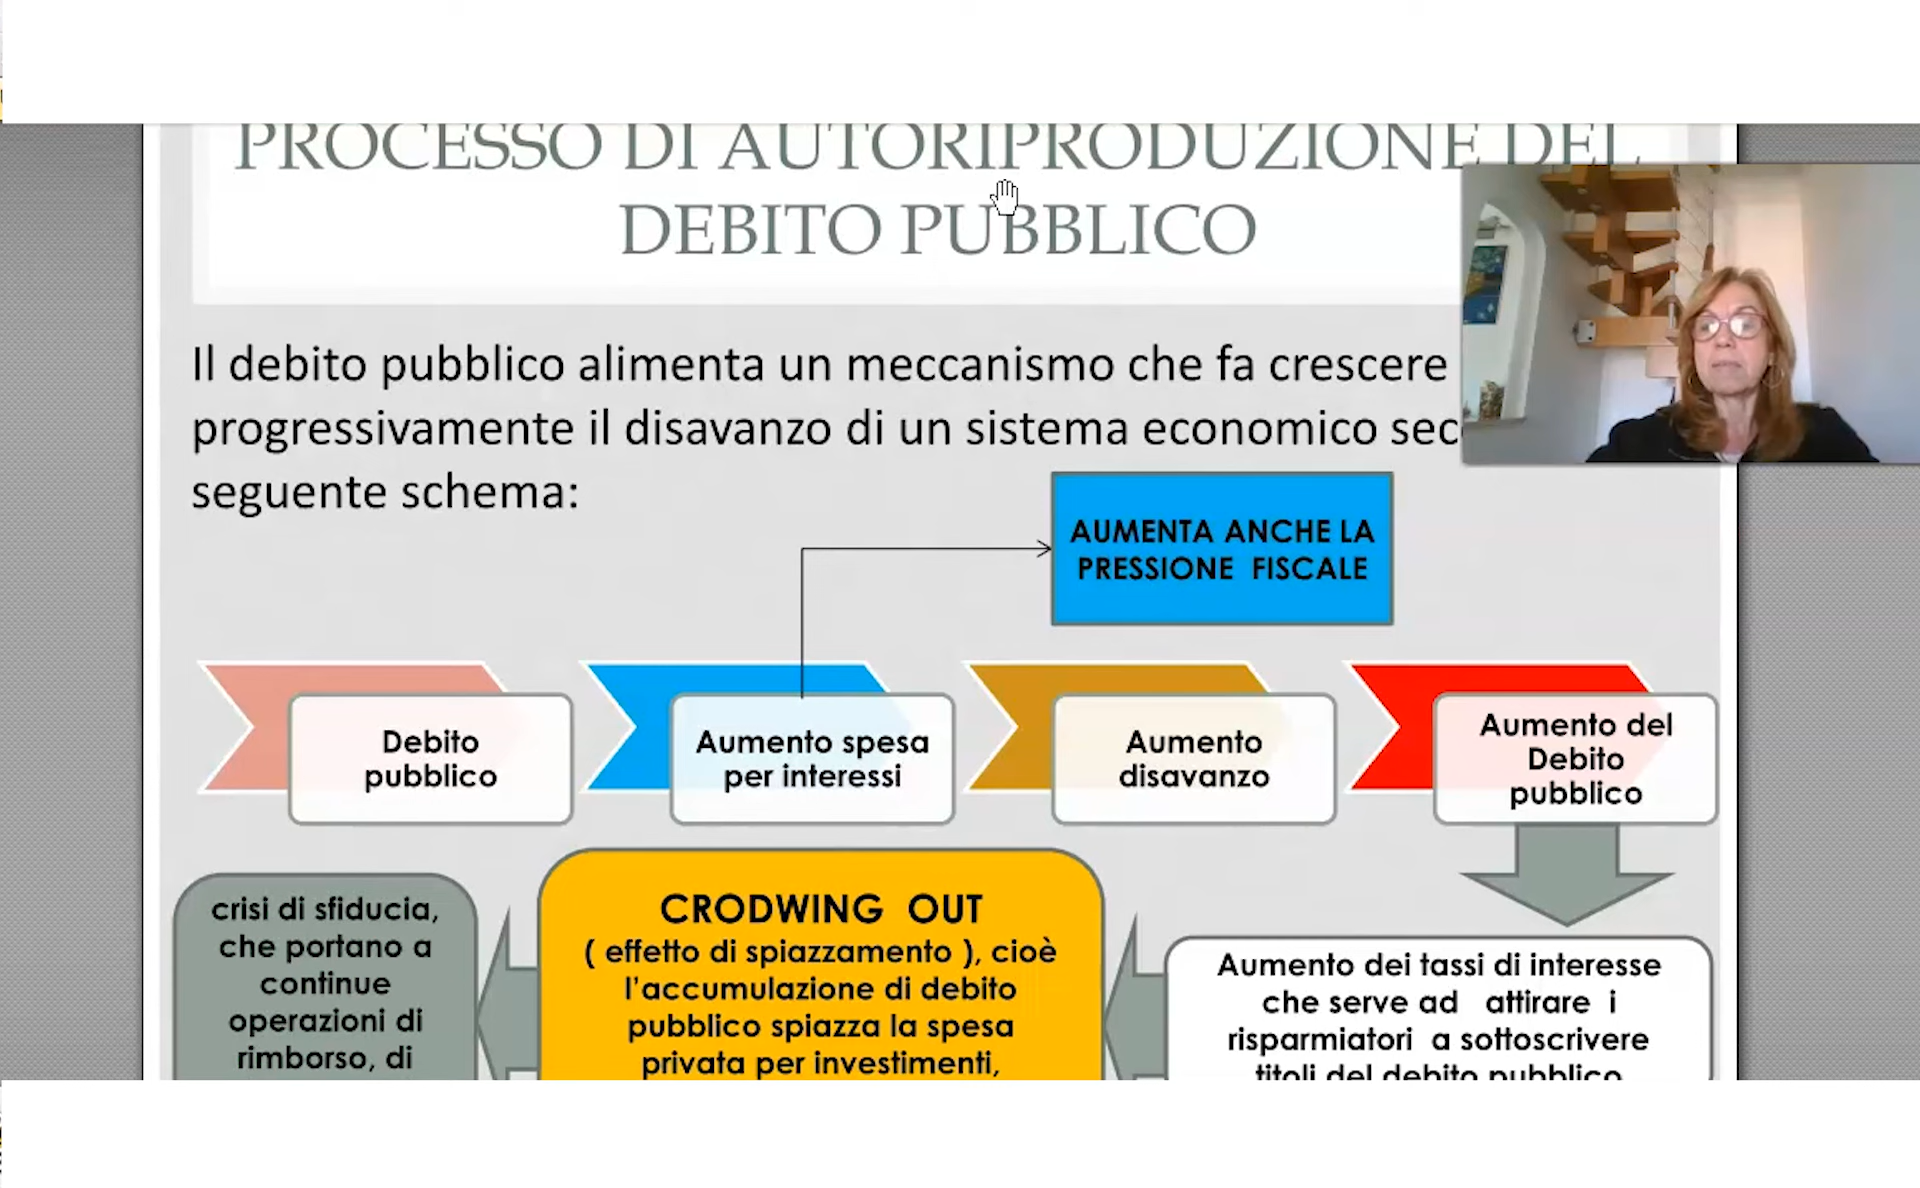 PROCESSO DI AUTORIPRODUZIONE DEL
DEBITO PUBBLICO
Il debito pubblico alimenta un meccanismo che fa crescere
progressivamente il disavanzo di un sistema economico
seguente schema:
AUMENTA ANCHE LA
PRESSIONE FISCALE
Debito
pubblico
Aumento spesa
per interessi
Aumento
disavanzo
Aumento del
Debito
pubblico
crisi di sfiducia,
che portano a
continue
operazioni di
rimborso, di
CRODWING OUT
( effetto di spiazzamento ), cioè
l'accumulazione di debito
pubblico spiazza la spesa
privata per investimenti,
Aumento dei tassi di interesse
che serve ad attirare i
risparmiatori a sottoscrivere
titoli del debito pubblico